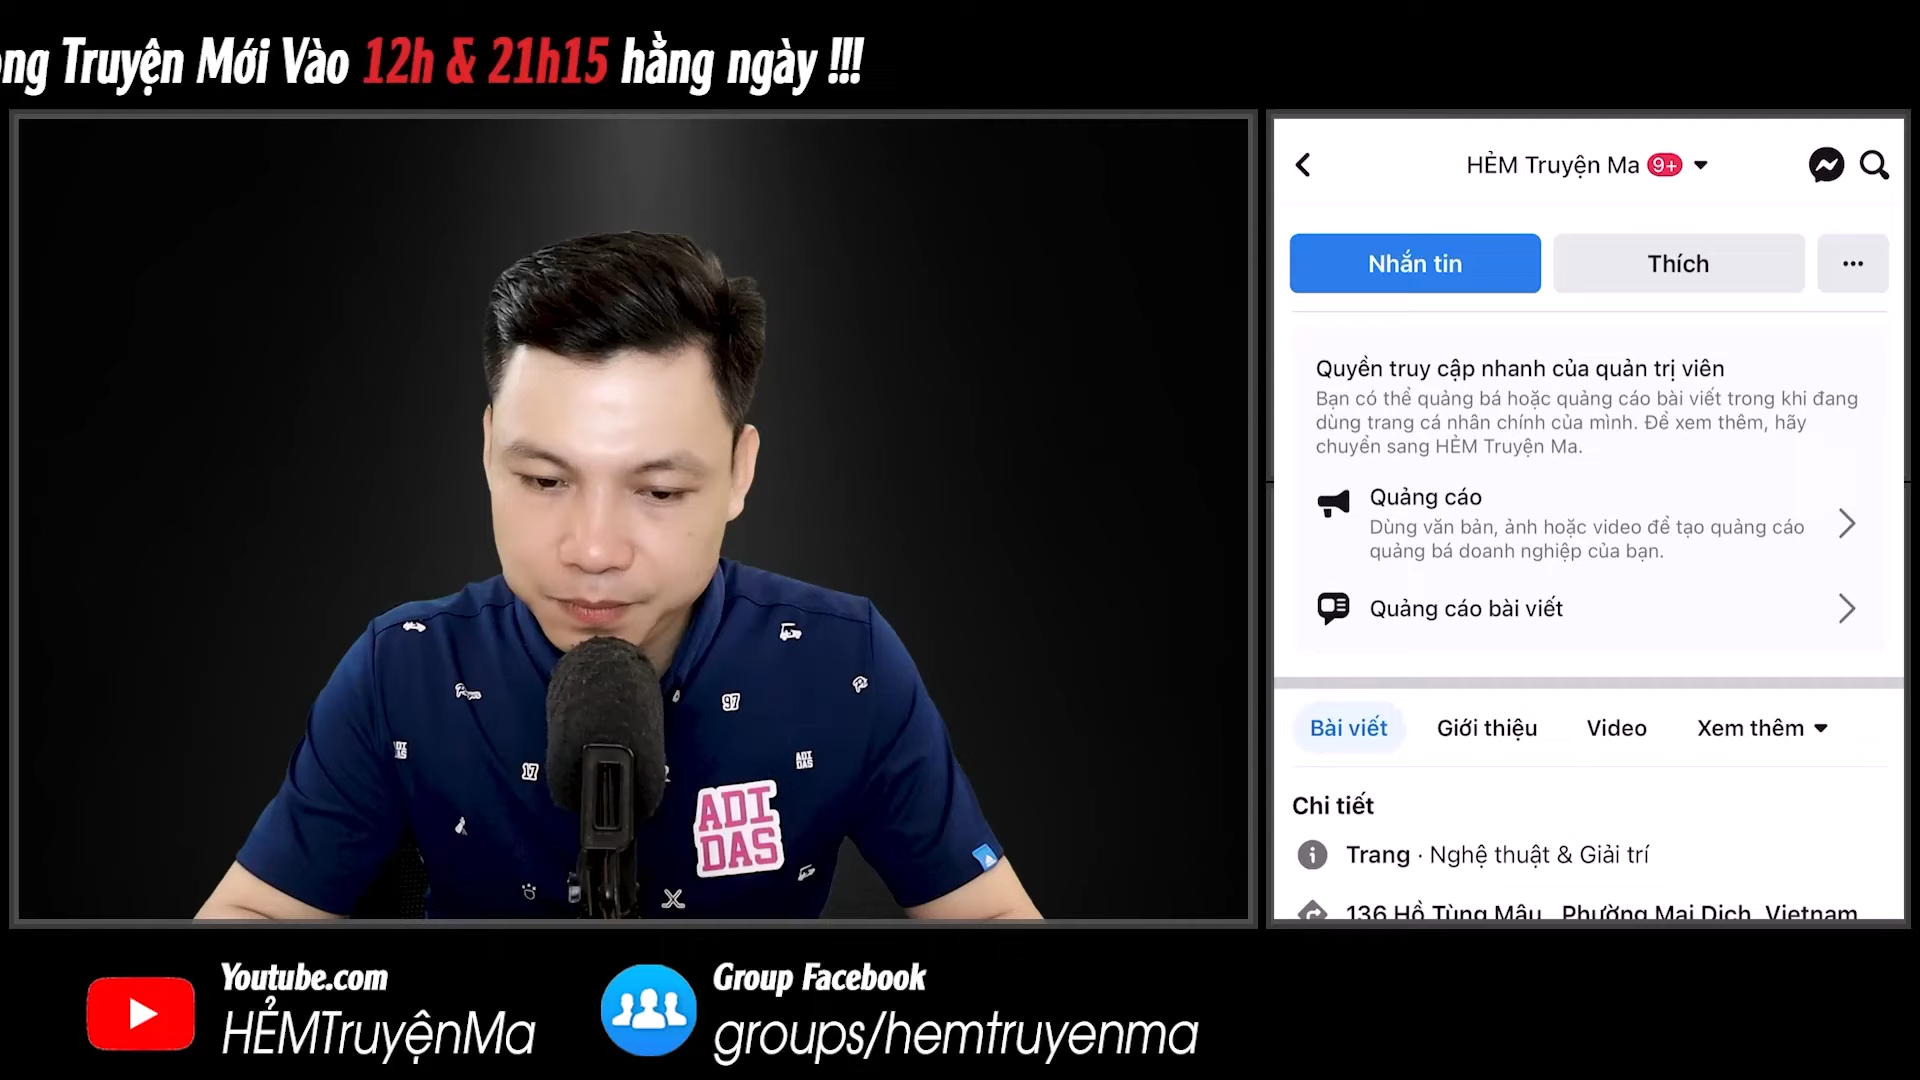 ng Truyện Mới Vào 12h & 21h15 hằng ngày !!!
HẺM Truyện Ma 9+
Nhắn tin
Thích
Quyền truy cập nhanh của quản trị viên
Bạn có thể quảng bá hoặc quảng cáo bài viết trong khi đang
dùng trang cá nhân chính của mình. Để xem thêm, hãy
chuyển sang HẺM Truyện Ma.
Quảng cáo
Dùng văn bản, ảnh hoặc video để tạo quảng cáo
quảng bá doanh nghiệp của bạn.
Quảng cáo bài viết
Bài viết
Giới thiệu
Video
Xem thêm
Chi tiết
Trang · Nghệ thuật & Giải trí
136 Hồ Tùng Mậu , Phường Mai Dịch, Vietnam
97
17
ADI
DAS
ADI
DAS
Youtube.com
HẺMTruyệnMa
Group Facebook
groups/hemtruyenma